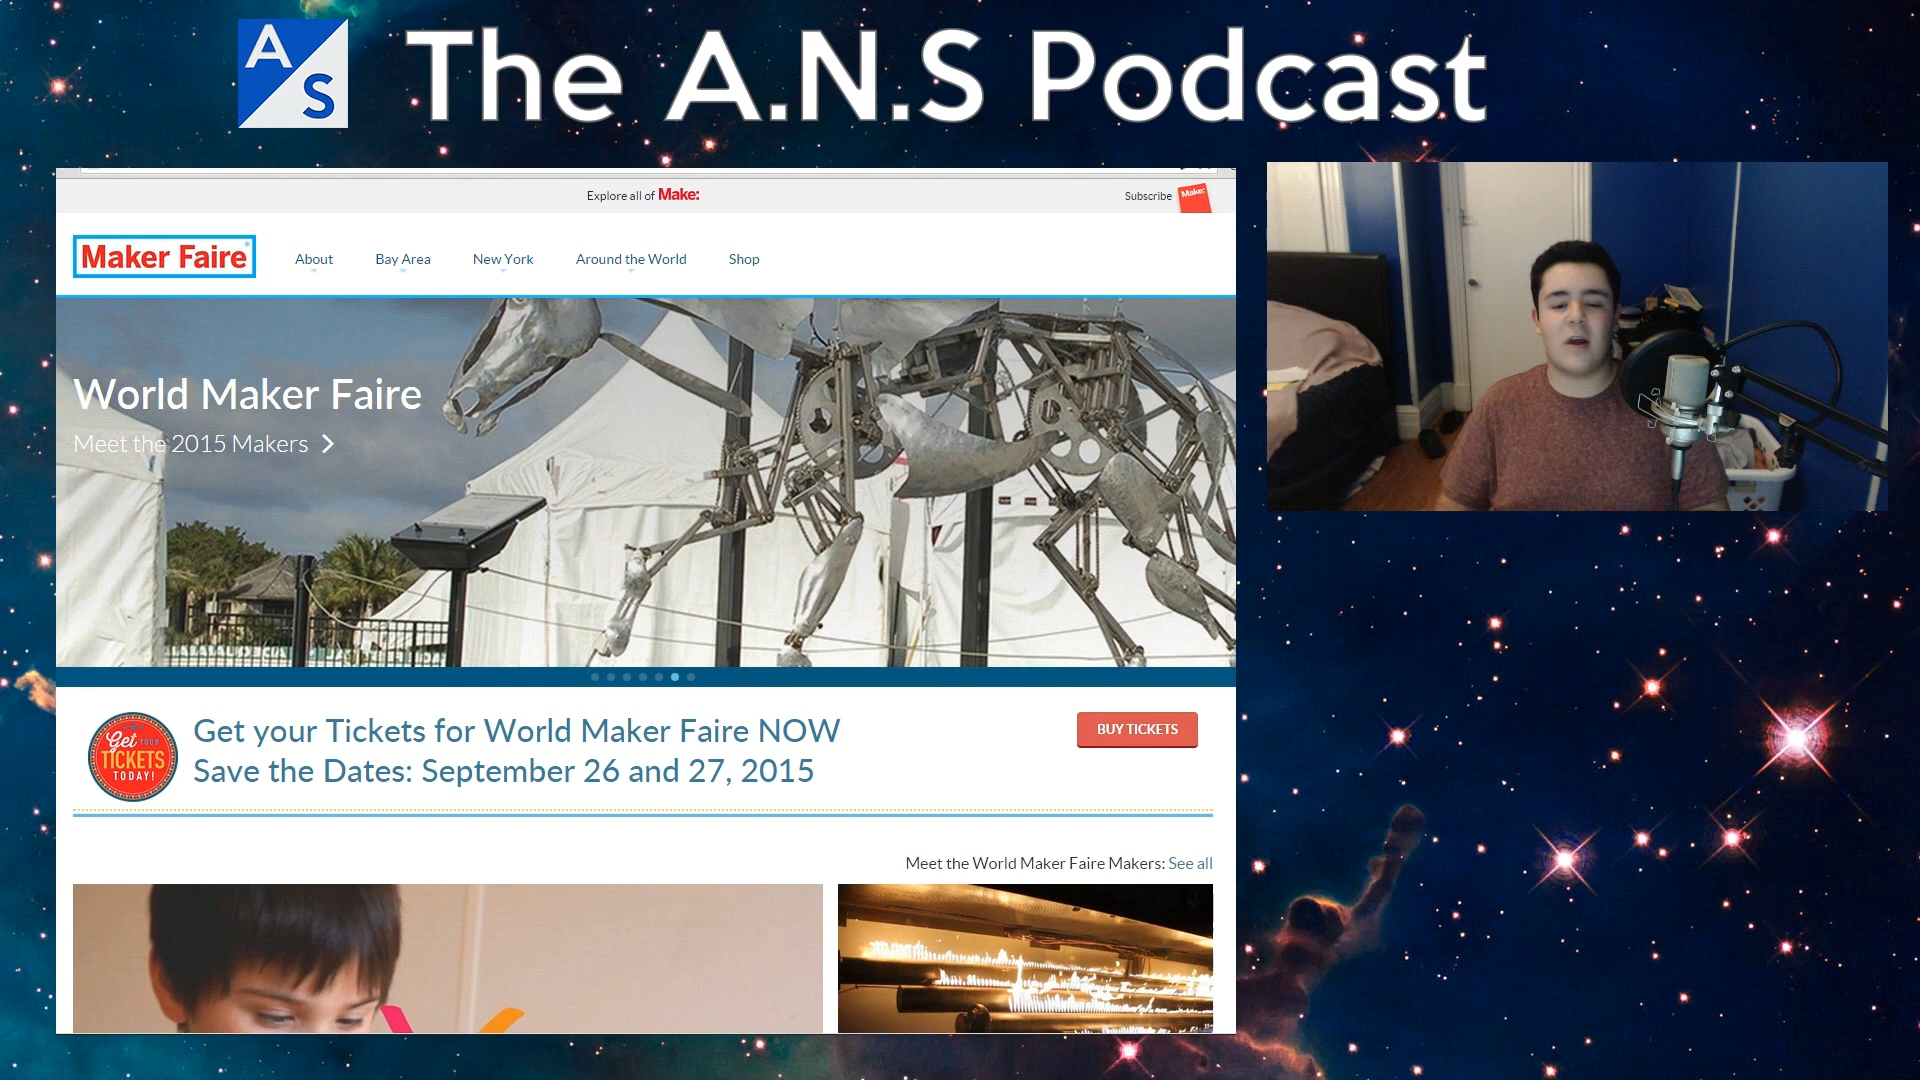 A S
The A.N.S Podcast
Explore all of Make:
Subscribe
Make:
Maker Faire
About
Bay Area
New York
Around the World
Shop
World Maker Faire
Meet the 2015 Makers
Get YOUR
TICKETS
TODAY!
Get your Tickets for World Maker Faire NOW
Save the Dates: September 26 and 27, 2015
BUY TICKETS
Meet the World Maker Faire Makers: See all